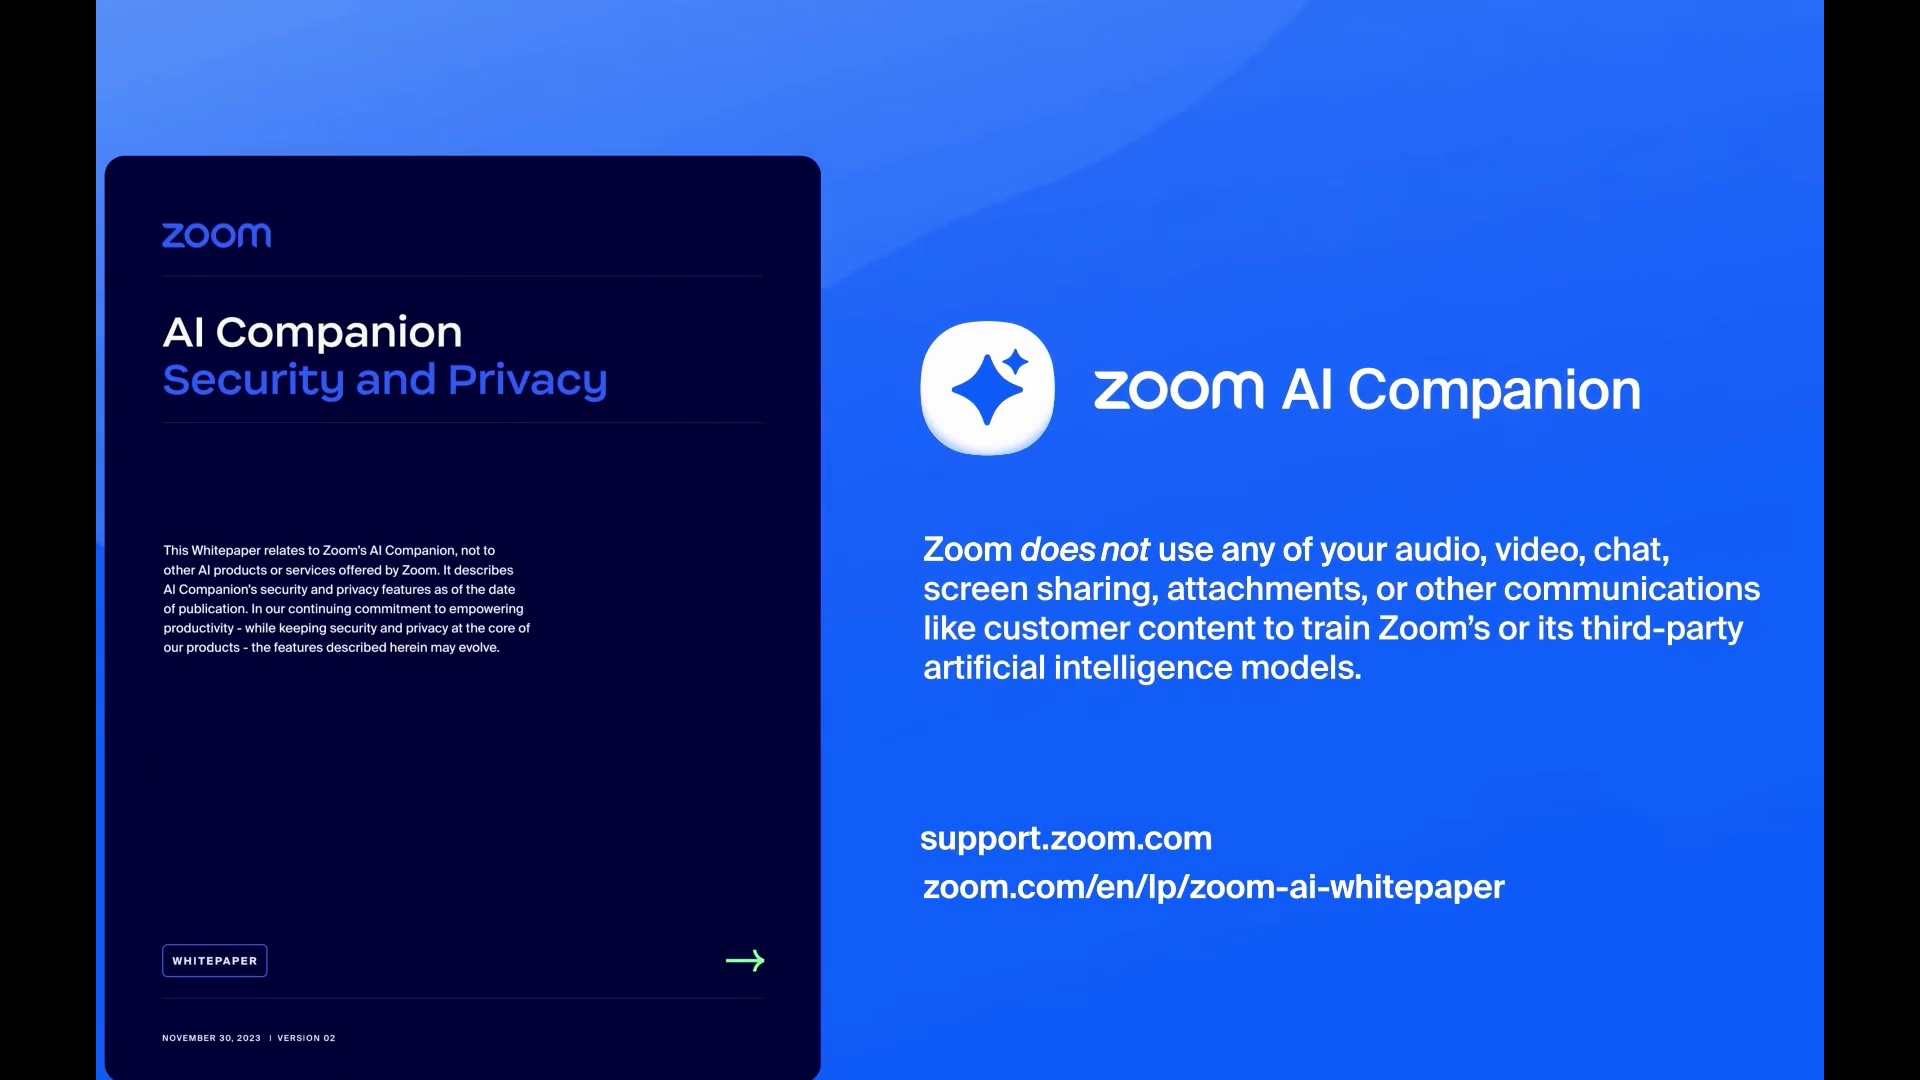 zoom
AI Companion
Security and Privacy
This Whitepaper relates to Zoom's AI Companion, not to
other AI products or services offered by Zoom. It describes
AI Companion's security and privacy features as of the date
of publication. In our continuing commitment to empowering
productivity - while keeping security and privacy at the core of
our products - the features described herein may evolve.
WHITEPAPER
NOVEMBER 30, 2023 | VERSION 02
zoom AI Companion
Zoom does not use any of your audio, video, chat,
screen sharing, attachments, or other communications
like customer content to train Zoom's or its third-party
artificial intelligence models.
support.zoom.com
zoom.com/en/lp/zoom-ai-whitepaper